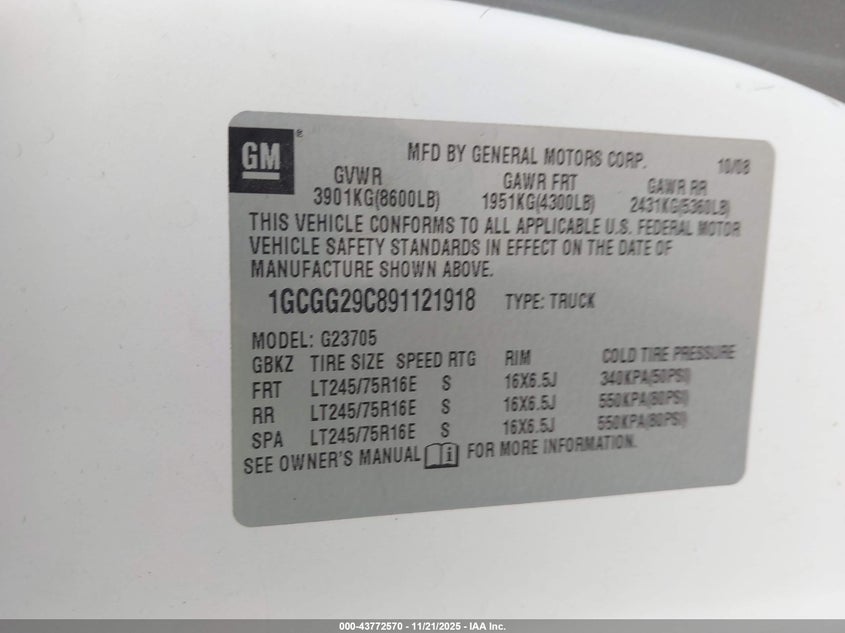 GM ®
MFD BY GENERAL MOTORS CORP. 10/08
GVWR GAWR FRT GAWR RR
3901KG(8600LB) 1951KG(4300LB) 2431KG(5360LB)
THIS VEHICLE CONFORMS TO ALL APPLICABLE U.S. FEDERAL MOTOR
VEHICLE SAFETY STANDARDS IN EFFECT ON THE DATE OF
MANUFACTURE SHOWN ABOVE.
1GCGG29C891121918 TYPE: TRUCK
MODEL: G23705
GBKZ TIRE SIZE SPEED RTG RIM COLD TIRE PRESSURE
FRT LT245/75R16E S 16X6.5J 340KPA(50PSI)
RR LT245/75R16E S 16X6.5J 550KPA(80PSI)
SPA LT245/75R16E S 16X6.5J 550KPA(80PSI)
SEE OWNER'S MANUAL i FOR MORE INFORMATION.
000-43772570 - 11/21/2025 - IAA Inc.